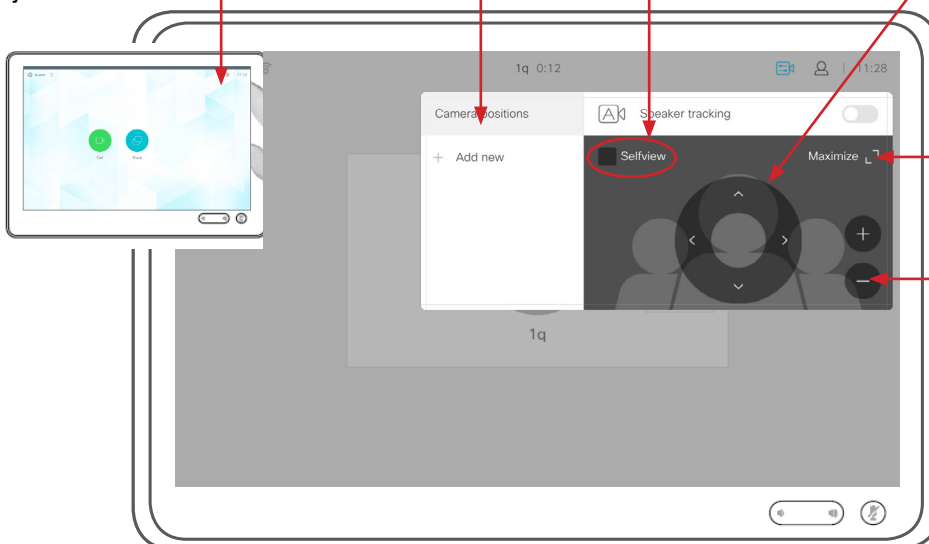 1q 0:12
11:28
Camera positions
Speaker tracking
+ Add new
Selfview
Maximize
Call
Share
1q